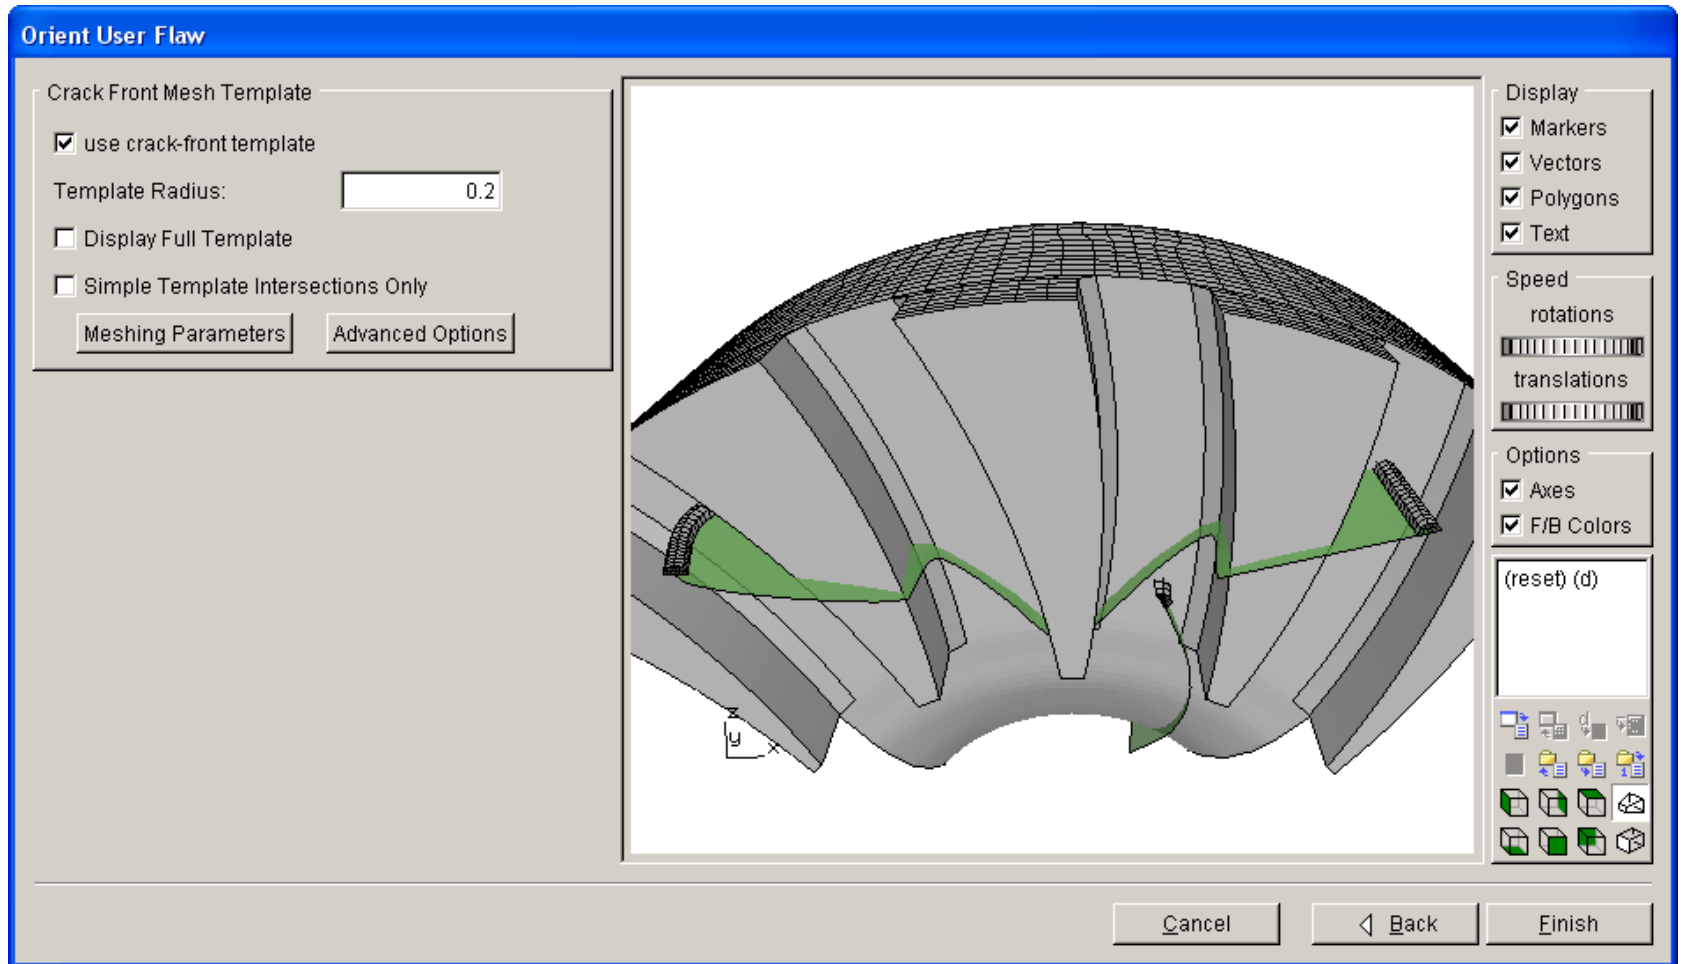 Orient User Flaw
Crack Front Mesh Template
use crack-front template
Template Radius: 0.2
Display Full Template
Simple Template Intersections Only
Meshing Parameters Advanced Options
z
y
x
Display
Markers
Vectors
Polygons
Text
Speed
rotations
translations
Options
Axes
F/B Colors
(reset) (d)
d
1
Cancel Back Finish